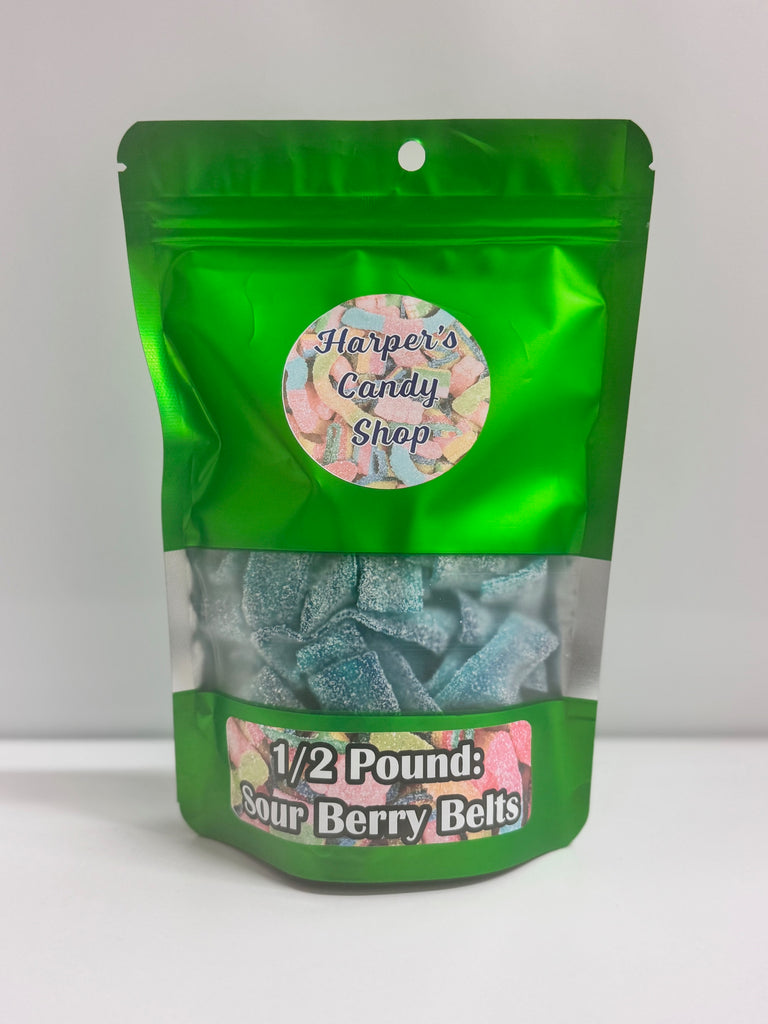 Harper's
Candy
Shop
1/2 Pound:
Sour Berry Belts